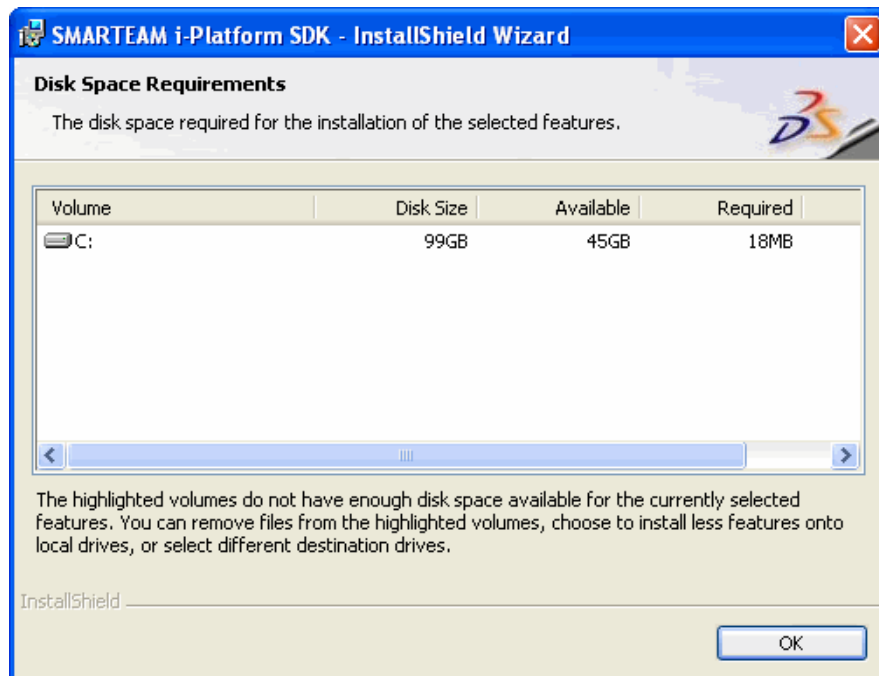 SMARTEAM i-Platform SDK - InstallShield Wizard
Disk Space Requirements
The disk space required for the installation of the selected features.
Volume Disk Size Available Required
C: 99GB 45GB 18MB
The highlighted volumes do not have enough disk space available for the currently selected
features. You can remove files from the highlighted volumes, choose to install less features onto
local drives, or select different destination drives.
InstallShield
OK